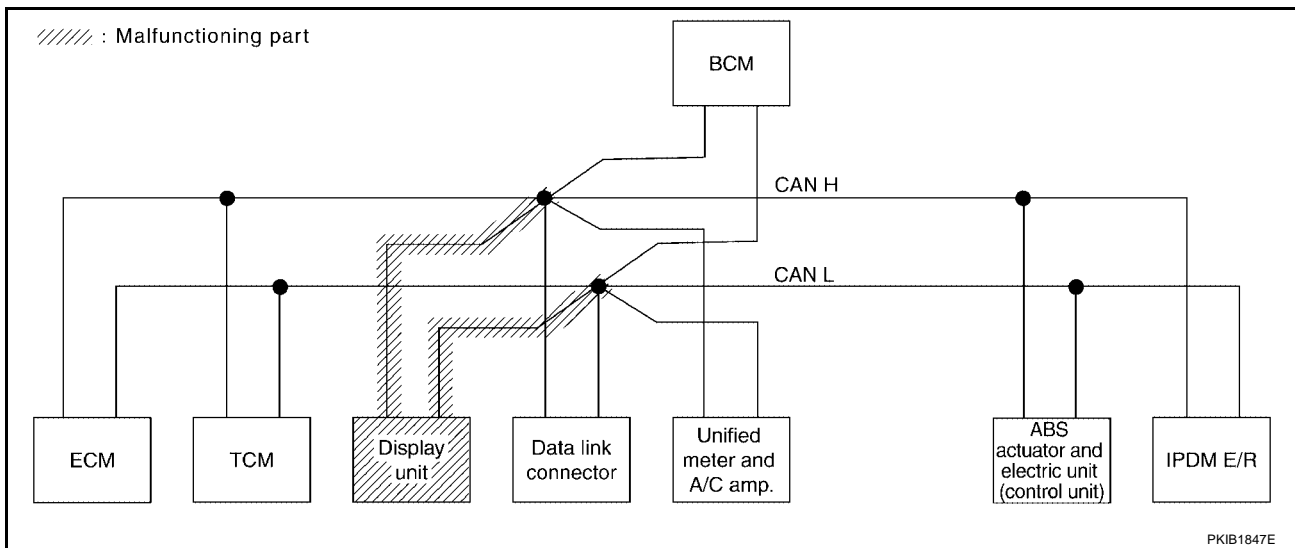 : Malfunctioning part
BCM
CAN H
CAN L
ECM
TCM
Display
unit
Data link
connector
Unified
meter and
A/C amp.
ABS
actuator and
electric unit
(control unit)
IPDM E/R
PKIB1847E